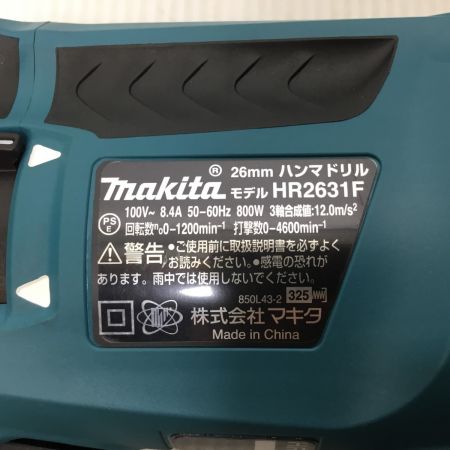 26mm ハンマドリル
makita® モデル HR2631F
100V~ 8.4A 50-60Hz 800W 3軸合成値:12.0m/s²
PS E 回転数n₀0-1200min⁻¹ 打撃数0-4600min⁻¹
⚠警告 •ご使用前に取扱説明書を必ずよく
お読みください。•感電の恐れが
あります。雨中では使用しないでください。
850L43-2 325
株式会社マキタ
Made in China